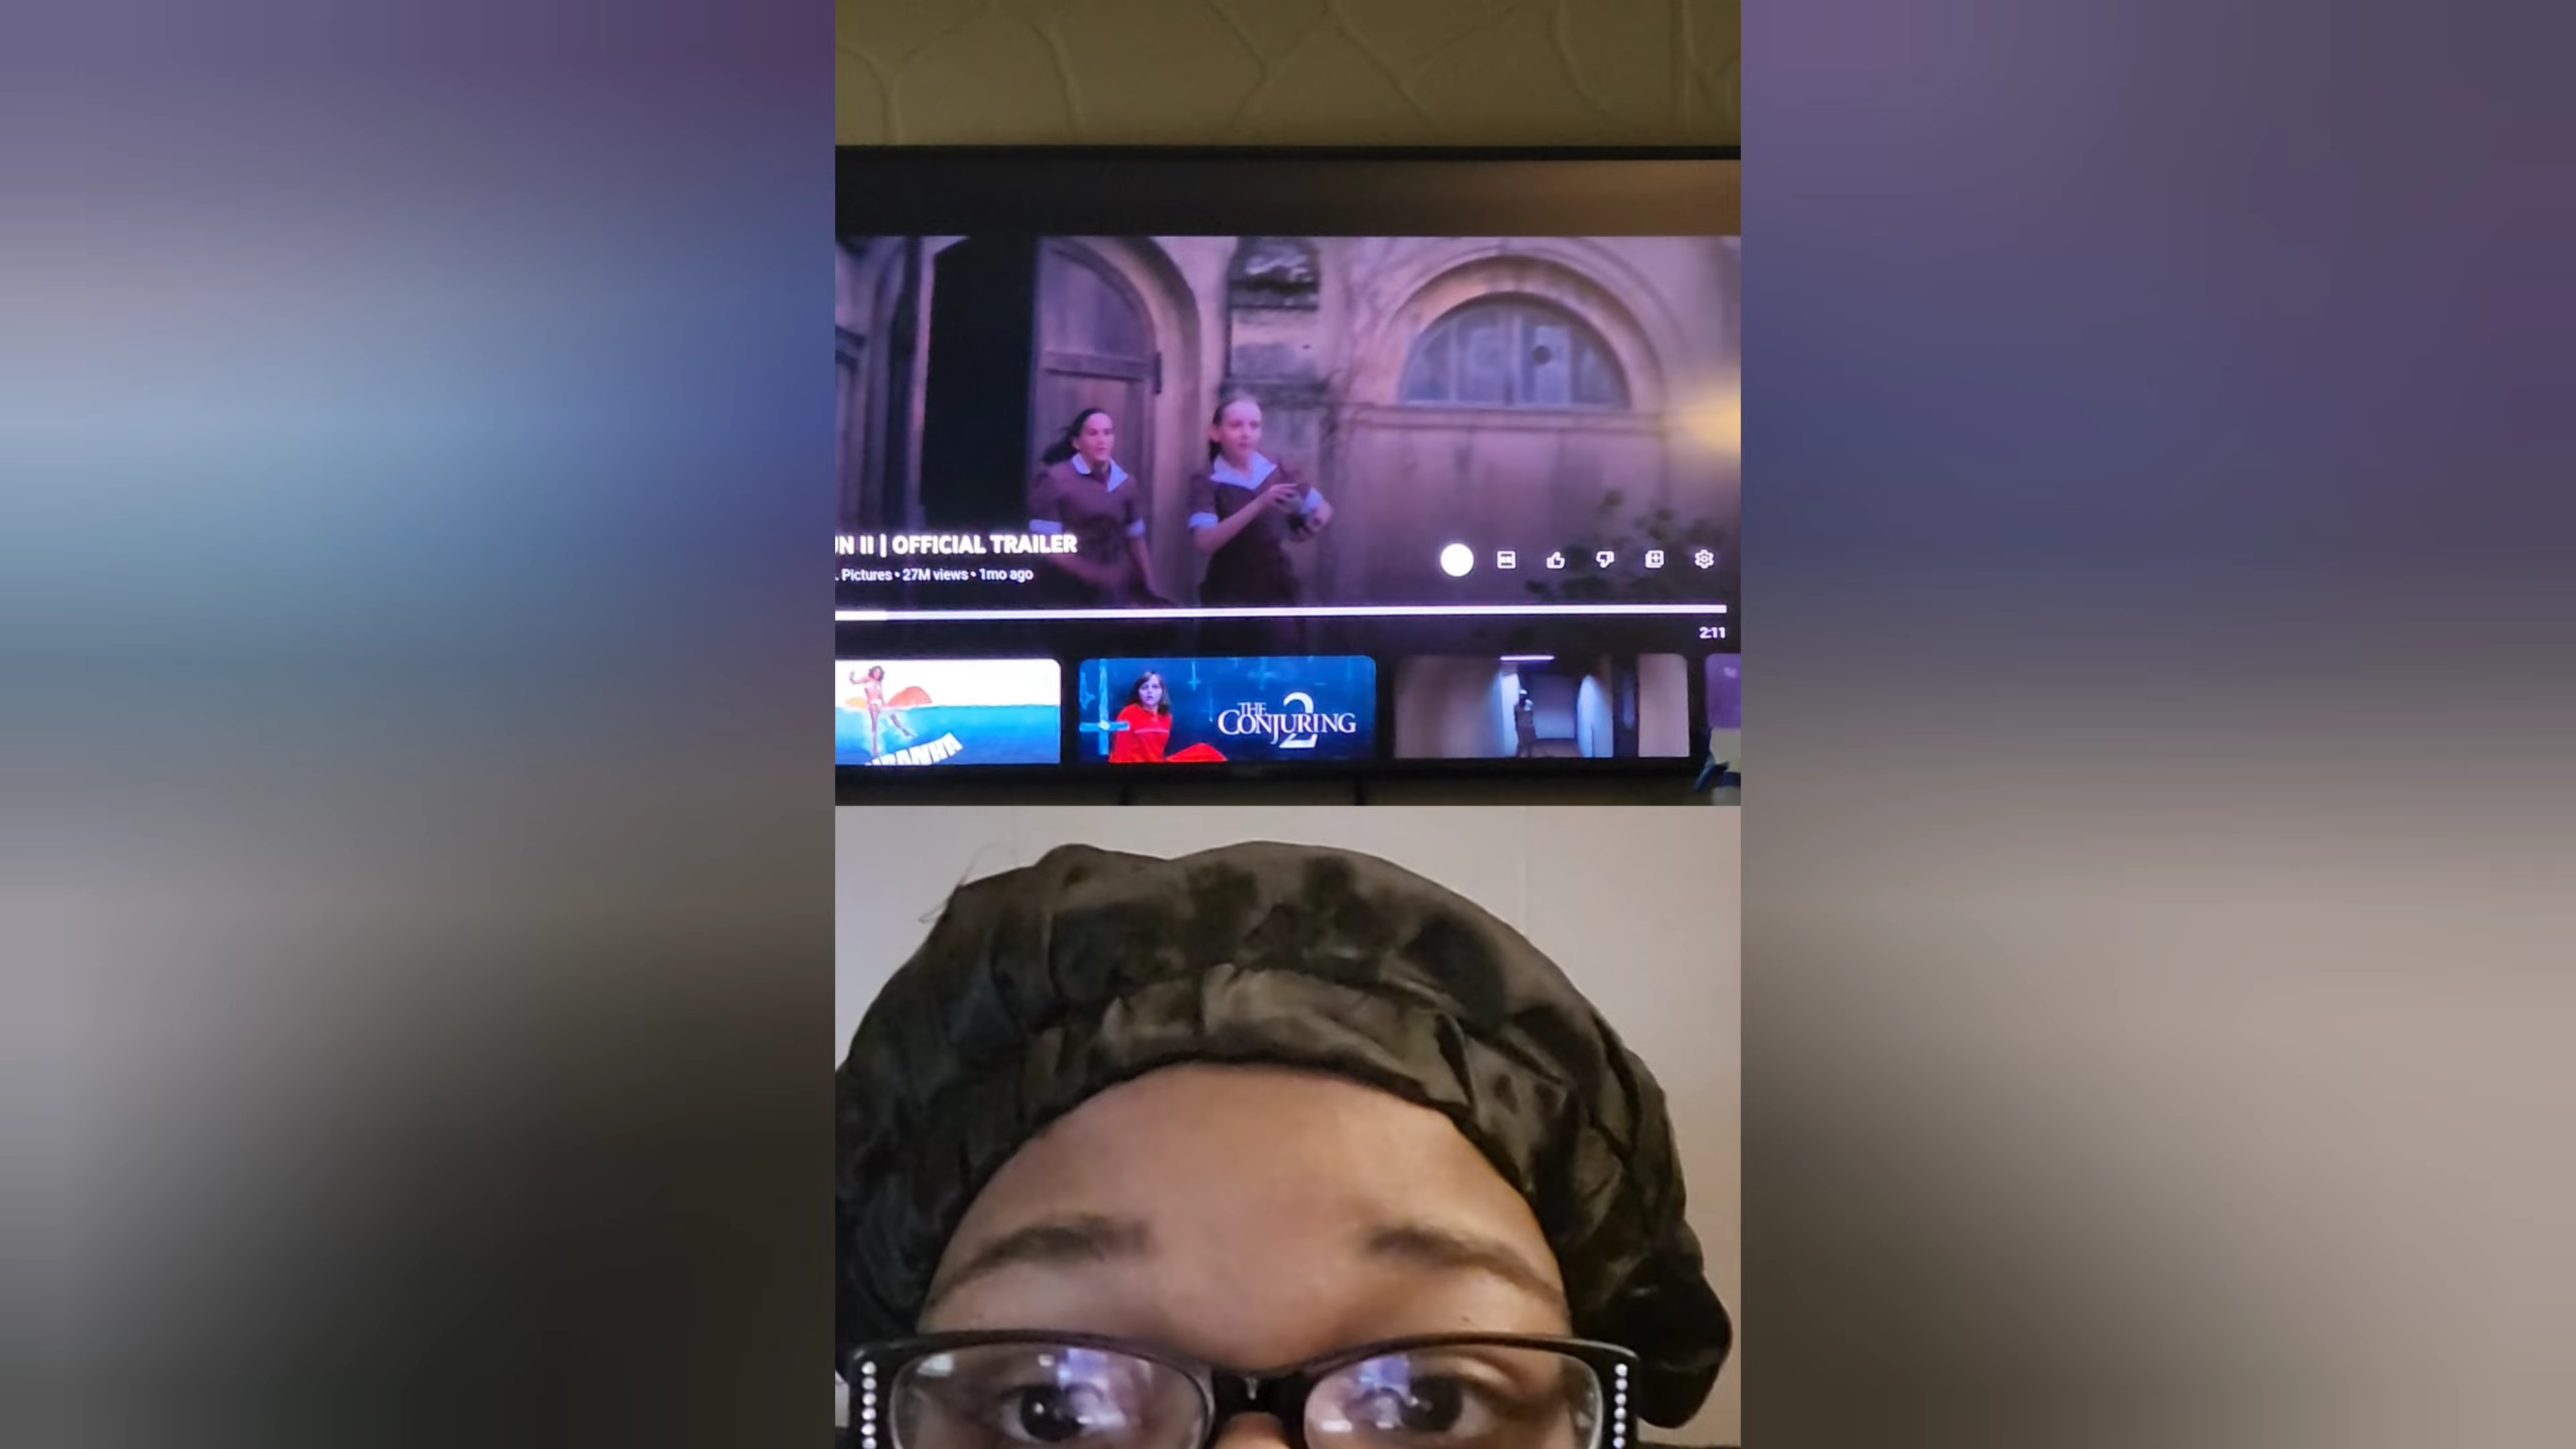 N II | OFFICIAL TRAILER
. Pictures • 27M views • 1mo ago
2:11
THE
CONJURING
2